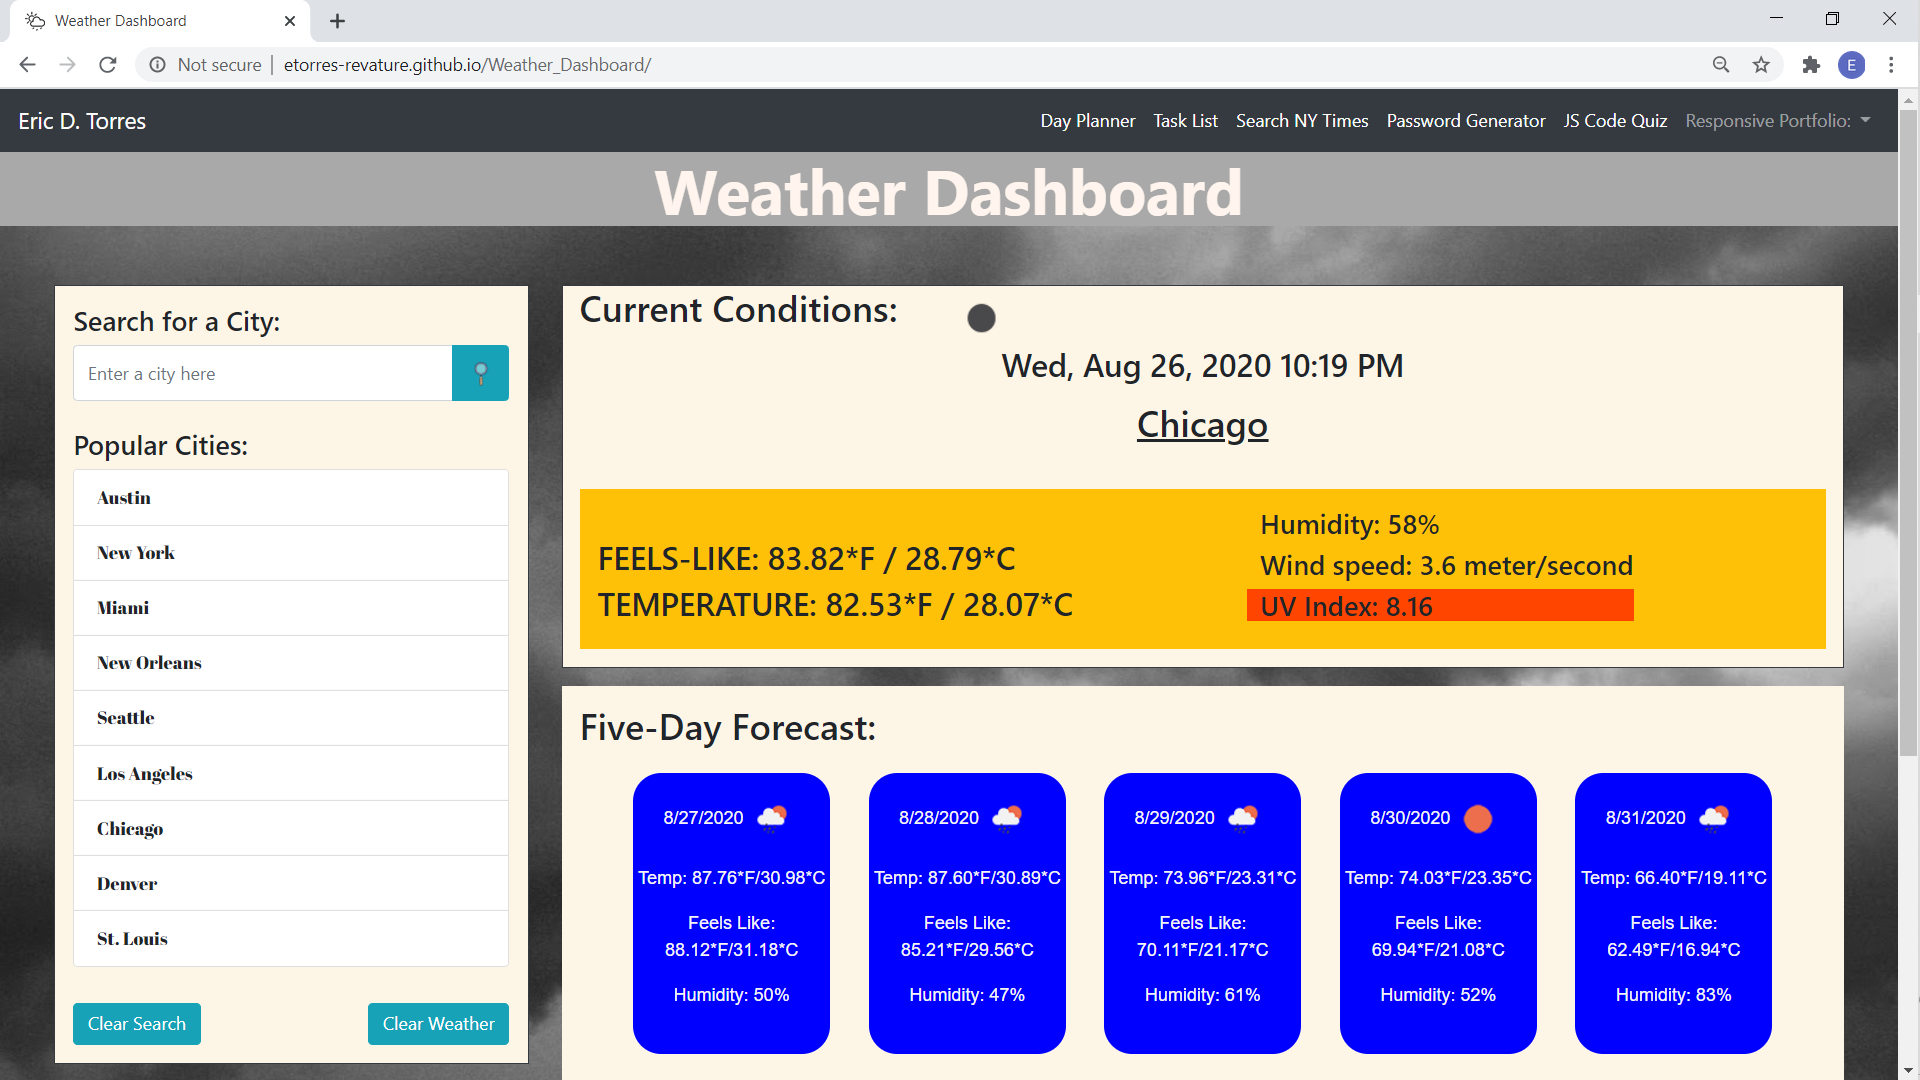 Weather Dashboard
Not secure | etorres-revature.github.io/Weather_Dashboard/
E
Eric D. Torres
Day Planner Task List Search NY Times Password Generator JS Code Quiz Responsive Portfolio:
Weather Dashboard
Search for a City:
Enter a city here
Popular Cities:
Austin
New York
Miami
New Orleans
Seattle
Los Angeles
Chicago
Denver
St. Louis
Clear Search Clear Weather
Current Conditions:
Wed, Aug 26, 2020 10:19 PM
Chicago
FEELS-LIKE: 83.82*F / 28.79*C
TEMPERATURE: 82.53*F / 28.07*C
Humidity: 58%
Wind speed: 3.6 meter/second
UV Index: 8.16
Five-Day Forecast:
8/27/2020
Temp: 87.76*F/30.98*C
Feels Like:
88.12*F/31.18*C
Humidity: 50%
8/28/2020
Temp: 87.60*F/30.89*C
Feels Like:
85.21*F/29.56*C
Humidity: 47%
8/29/2020
Temp: 73.96*F/23.31*C
Feels Like:
70.11*F/21.17*C
Humidity: 61%
8/30/2020
Temp: 74.03*F/23.35*C
Feels Like:
69.94*F/21.08*C
Humidity: 52%
8/31/2020
Temp: 66.40*F/19.11*C
Feels Like:
62.49*F/16.94*C
Humidity: 83%